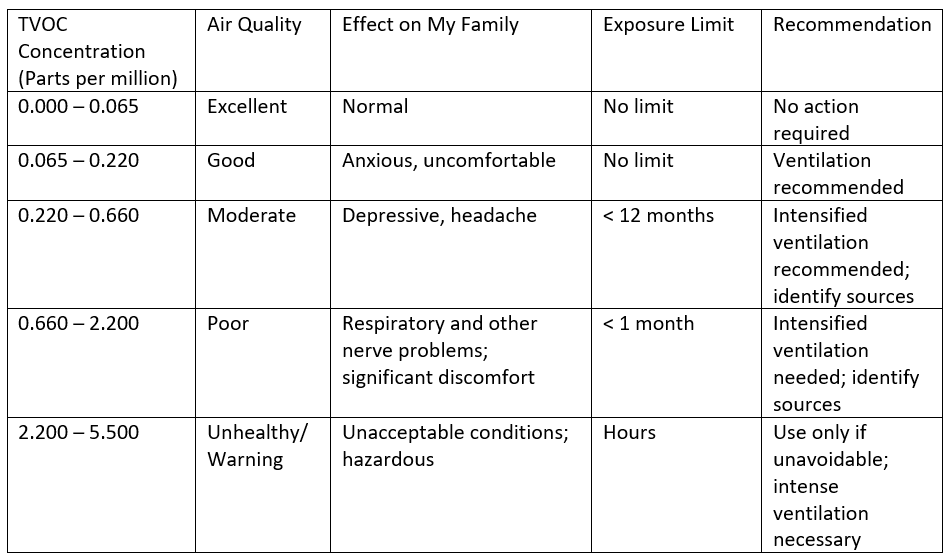 TVOC Concentration (Parts per million) Air Quality Effect on My Family Exposure Limit Recommendation
0.000 – 0.065 Excellent Normal No limit No action required
0.065 – 0.220 Good Anxious, uncomfortable No limit Ventilation recommended
0.220 – 0.660 Moderate Depressive, headache < 12 months Intensified ventilation recommended; identify sources
0.660 – 2.200 Poor Respiratory and other nerve problems; significant discomfort < 1 month Intensified ventilation needed; identify sources
2.200 – 5.500 Unhealthy/ Warning Unacceptable conditions; hazardous Hours Use only if unavoidable; intense ventilation necessary